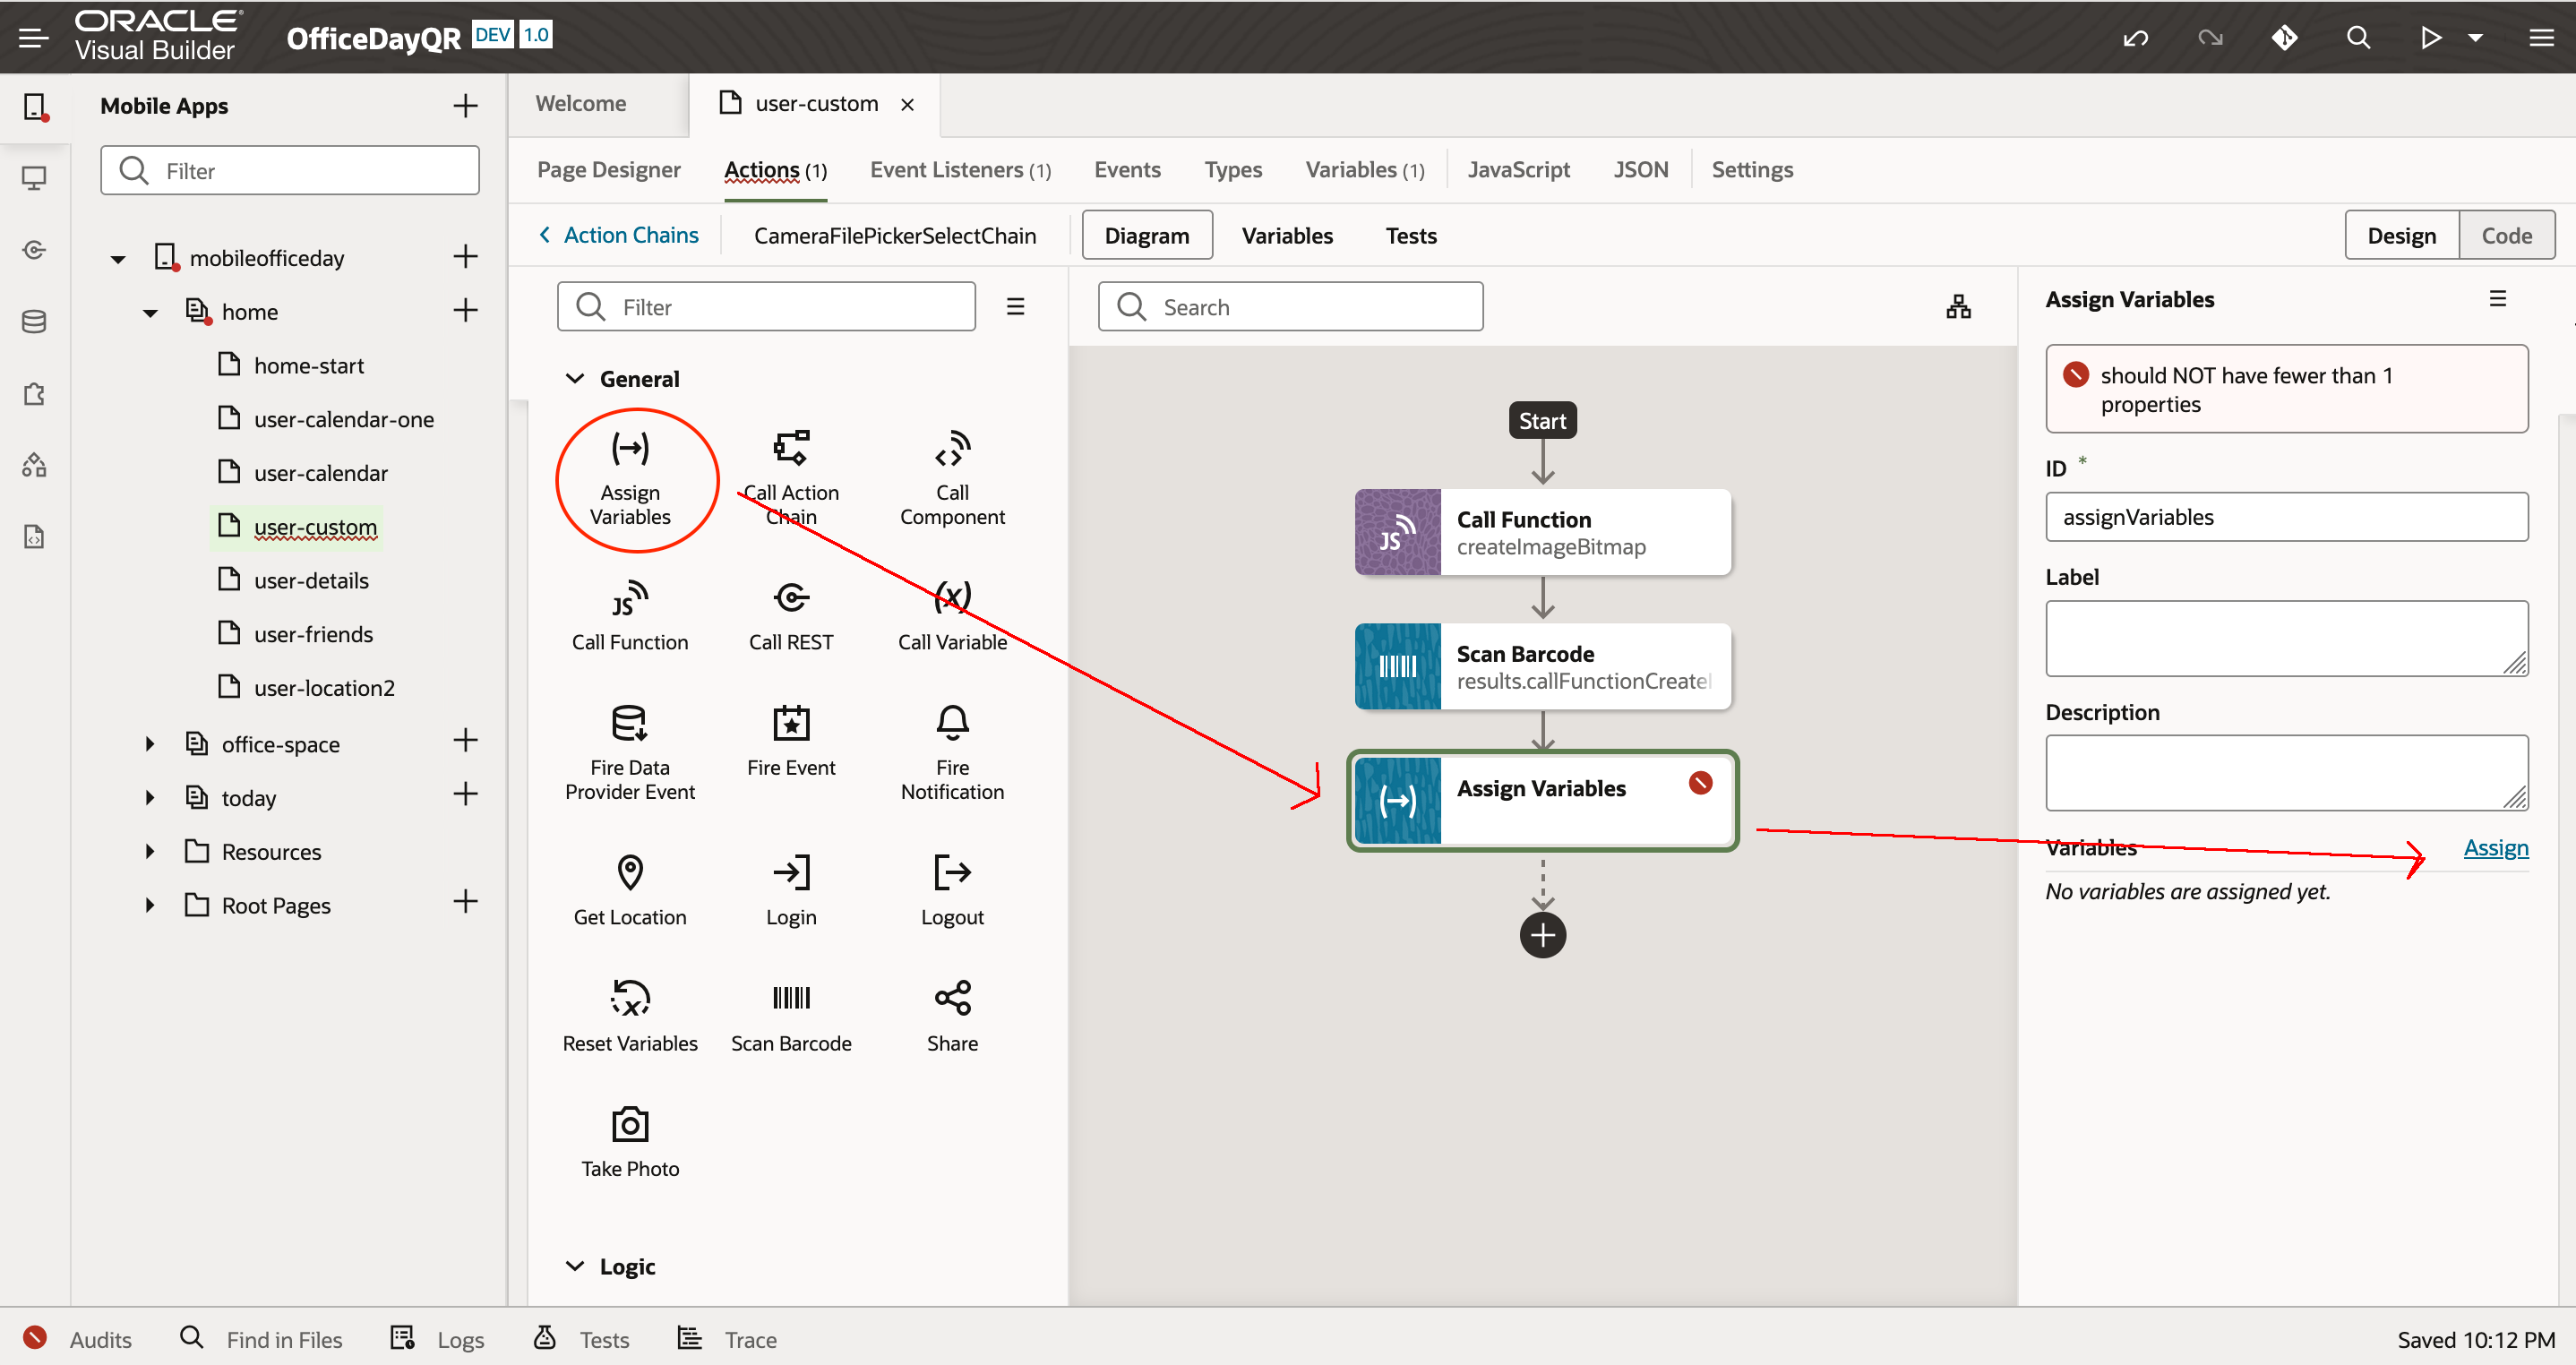 ORACLE
Visual Builder
OfficeDayQR DEV 1.0
Mobile Apps
Filter
mobileofficeday
home
home-start
user-calendar-one
user-calendar
user-custom
user-details
user-friends
user-location2
office-space
today
Resources
Root Pages
Welcome
user-custom
Page Designer Actions (1) Event Listeners (1) Events Types Variables (1) JavaScript JSON Settings
Action Chains CameraFilePickerSelectChain Diagram Variables Tests Design Code
Filter
General
Assign Variables
Call Action Chain
Call Component
JS
Call Function
Call REST
(x)
Call Variable
Fire Data Provider Event
Fire Event
Fire Notification
Get Location
Login
Logout
Reset Variables
Scan Barcode
Share
Take Photo
Logic
Search
Start
JS
Call Function
createImageBitmap
Scan Barcode
results.callFunctionCreateI
Assign Variables
Assign Variables
should NOT have fewer than 1
properties
ID *
assignVariables
Label
Description
Variables Assign
No variables are assigned yet.
Audits Find in Files Logs Tests Trace Saved 10:12 PM